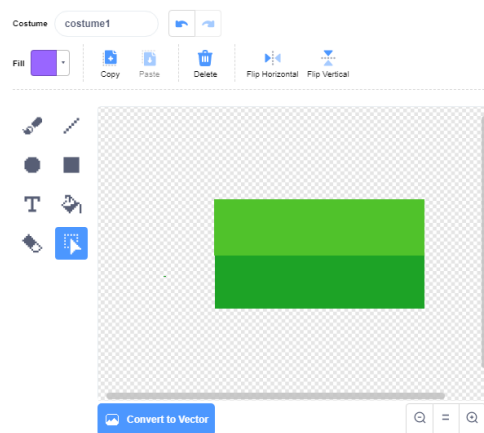 Costume costume1
Fill
Copy Paste Delete Flip Horizontal Flip Vertical
T
Convert to Vector